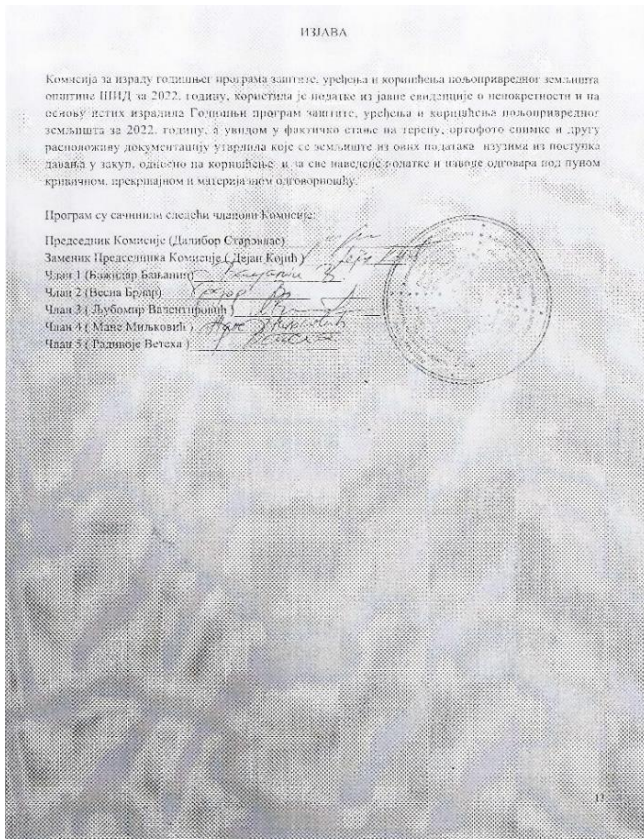 ИЗЈАВА
Комисија за израду годишњег програма заштите, уређења и коришћења пољопривредног земљишта
општине ШИД за 2022. годину, користила је податке из јавне евиденције о непокретности и на
основу истих израдила Годишњи програм заштите, уређења и коришћења пољопривредног
земљишта за 2022. годину, а увидом у фактичко стање на терену, ортофото снимке и другу
расположиву документацију утврдила које се земљиште из ових података изузима из поступка
давања у закуп, односно на коришћење и за све наведене податке и наводе одговара под пуном
кривичном, прекршајном и материјалном одговорношћу.
Програм су сачинили следећи чланови Комисије:
Председник Комисије (Далибор)
Заменик Председника Комисије ( Дејан Којић )
Члан 1 (Божидар Бањанин)
Члан 2 (Весна Брдар)
Члан 3 ( Љубомир )
Члан 4 ( Мане Миљковић )
Члан 5 ( Радивоје Ветеха )